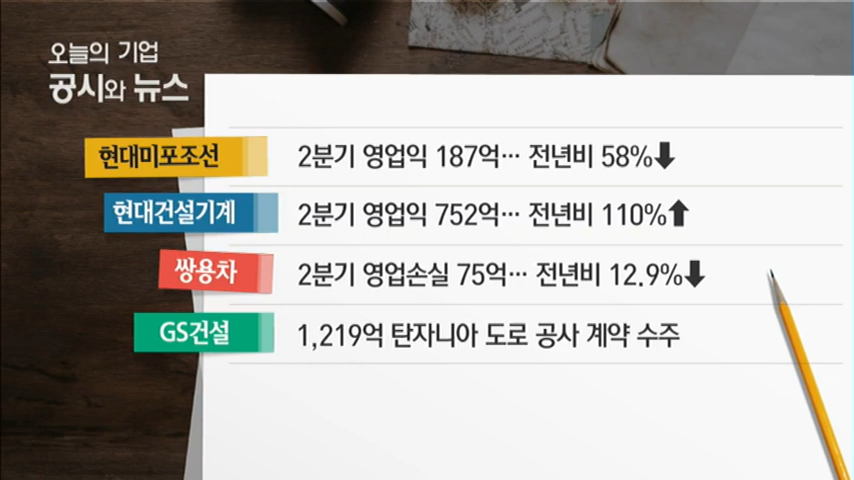 오늘의 기업
공시와 뉴스
현대미포조선 2분기 영업익 187억… 전년비 58%⬇
현대건설기계 2분기 영업익 752억… 전년비 110%⬆
쌍용차 2분기 영업손실 75억… 전년비 12.9%⬇
GS건설 1,219억 탄자니아 도로 공사 계약 수주